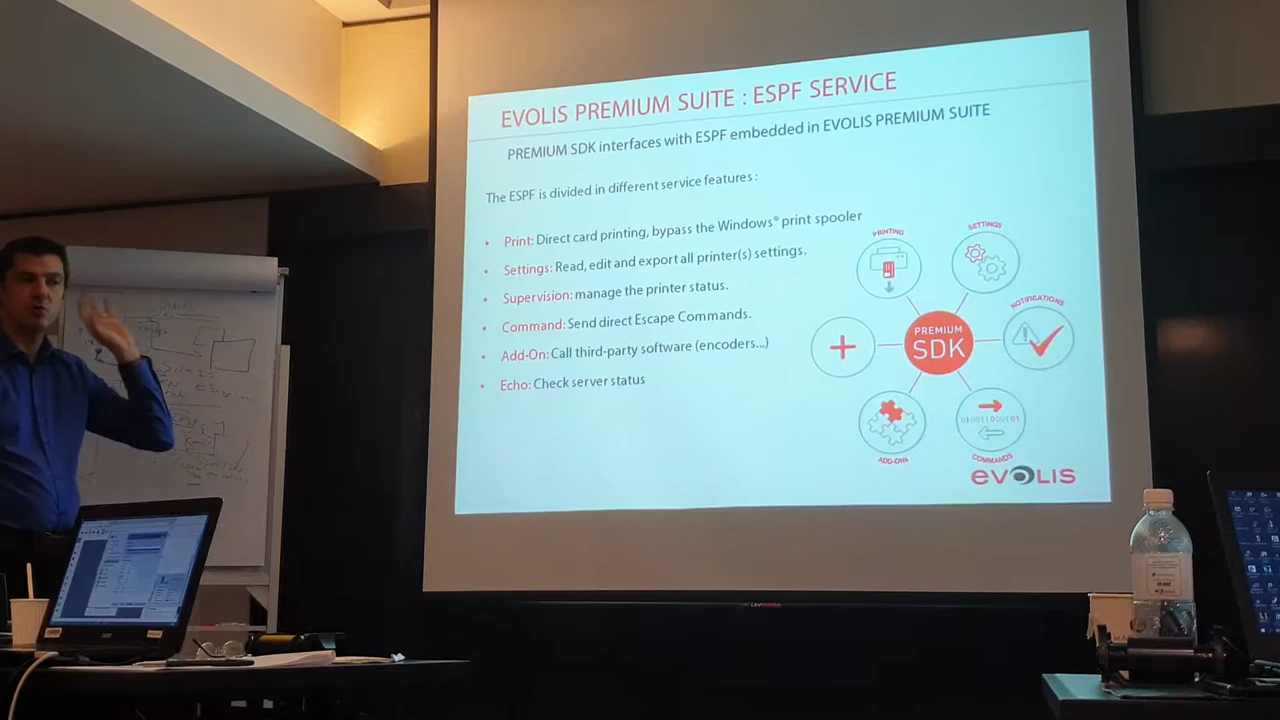 EVOLIS PREMIUM SUITE : ESPF SERVICE
PREMIUM SDK interfaces with ESPF embedded in EVOLIS PREMIUM SUITE
The ESPF is divided in different service features :
• Print: Direct card printing, bypass the Windows® print spooler
• Settings: Read, edit and export all printer(s) settings.
• Supervision: manage the printer status.
• Command: Send direct Escape Commands.
• Add-On: Call third-party software (encoders...)
• Echo: Check server status
PRINTING
SETTINGS
NOTIFICATIONS
PREMIUM
SDK
ADD-ONs
COMMANDS
evOLIS